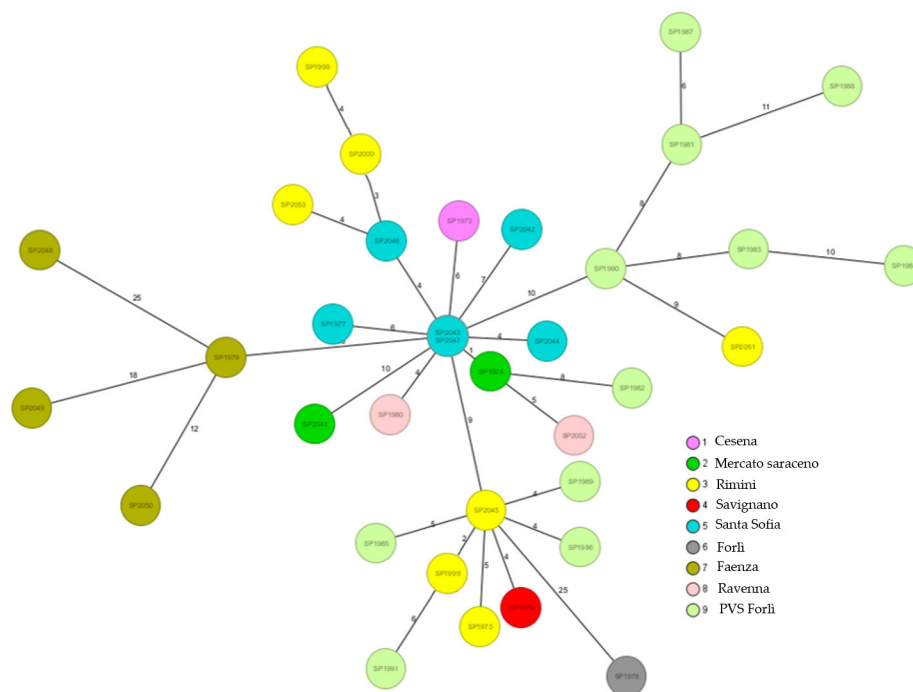 SP1987
SP1998
6
SP1988
11
4
SP1981
SP2000
3
8
SP2053
4
SP2046
SP1973
SP2042
SP2048
SP1983
8
10
SP1990
6
7
4
10
9
25
SP1977
6
SP2043
SP2047
4
SP2044
SP2051
SP1979
1
18
10
4
SP1974
8
SP1982
SP2049
5
SP2041
SP1980
9
SP2052
12
1 Cesena
2 Mercato saraceno
4
SP1989
3 Rimini
SP2050
SP2045
4 Savignano
5
4
5 Santa Sofia
SP1985
2
SP1986
6 Forlì
SP1999
5
4
25
7 Faenza
8 Ravenna
6
9 PVS Forlì
SP1975
SP1991
SP1978